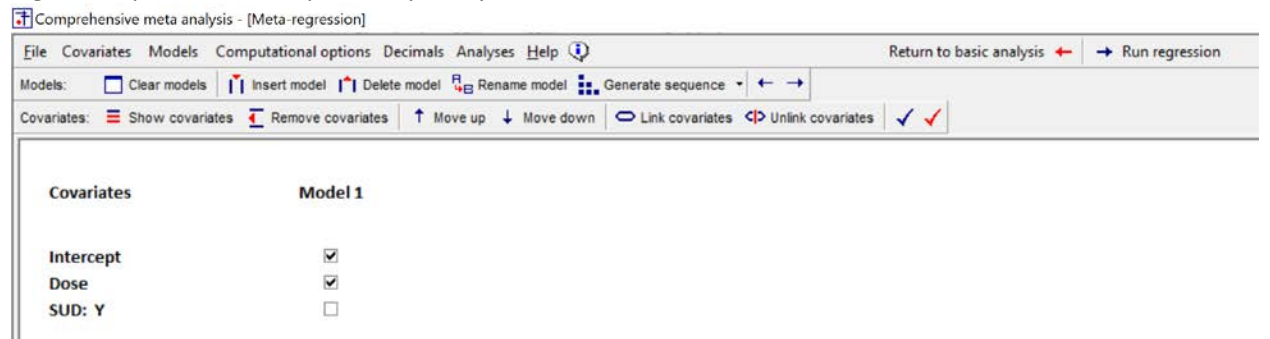 Comprehensive meta analysis - [Meta-regression]
File Covariates Models Computational options Decimals Analyses Help Return to basic analysis Run regression
Models: Clear models Insert model Delete model Rename model Generate sequence
Covariates: Show covariates Remove covariates Move up Move down Link covariates Unlink covariates
Covariates Model 1
Intercept
Dose
SUD: Y